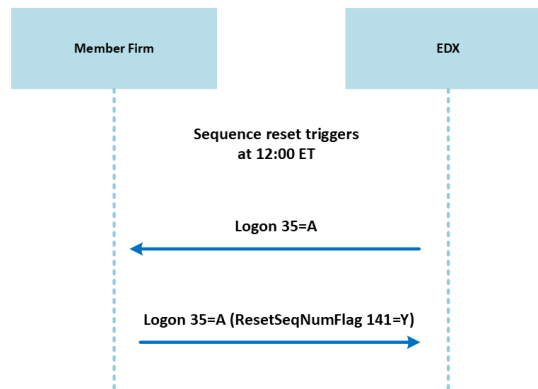 Member Firm
EDX
Sequence reset triggers
at 12:00 ET
Logon 35=A
Logon 35=A (ResetSeqNumFlag 141=Y)